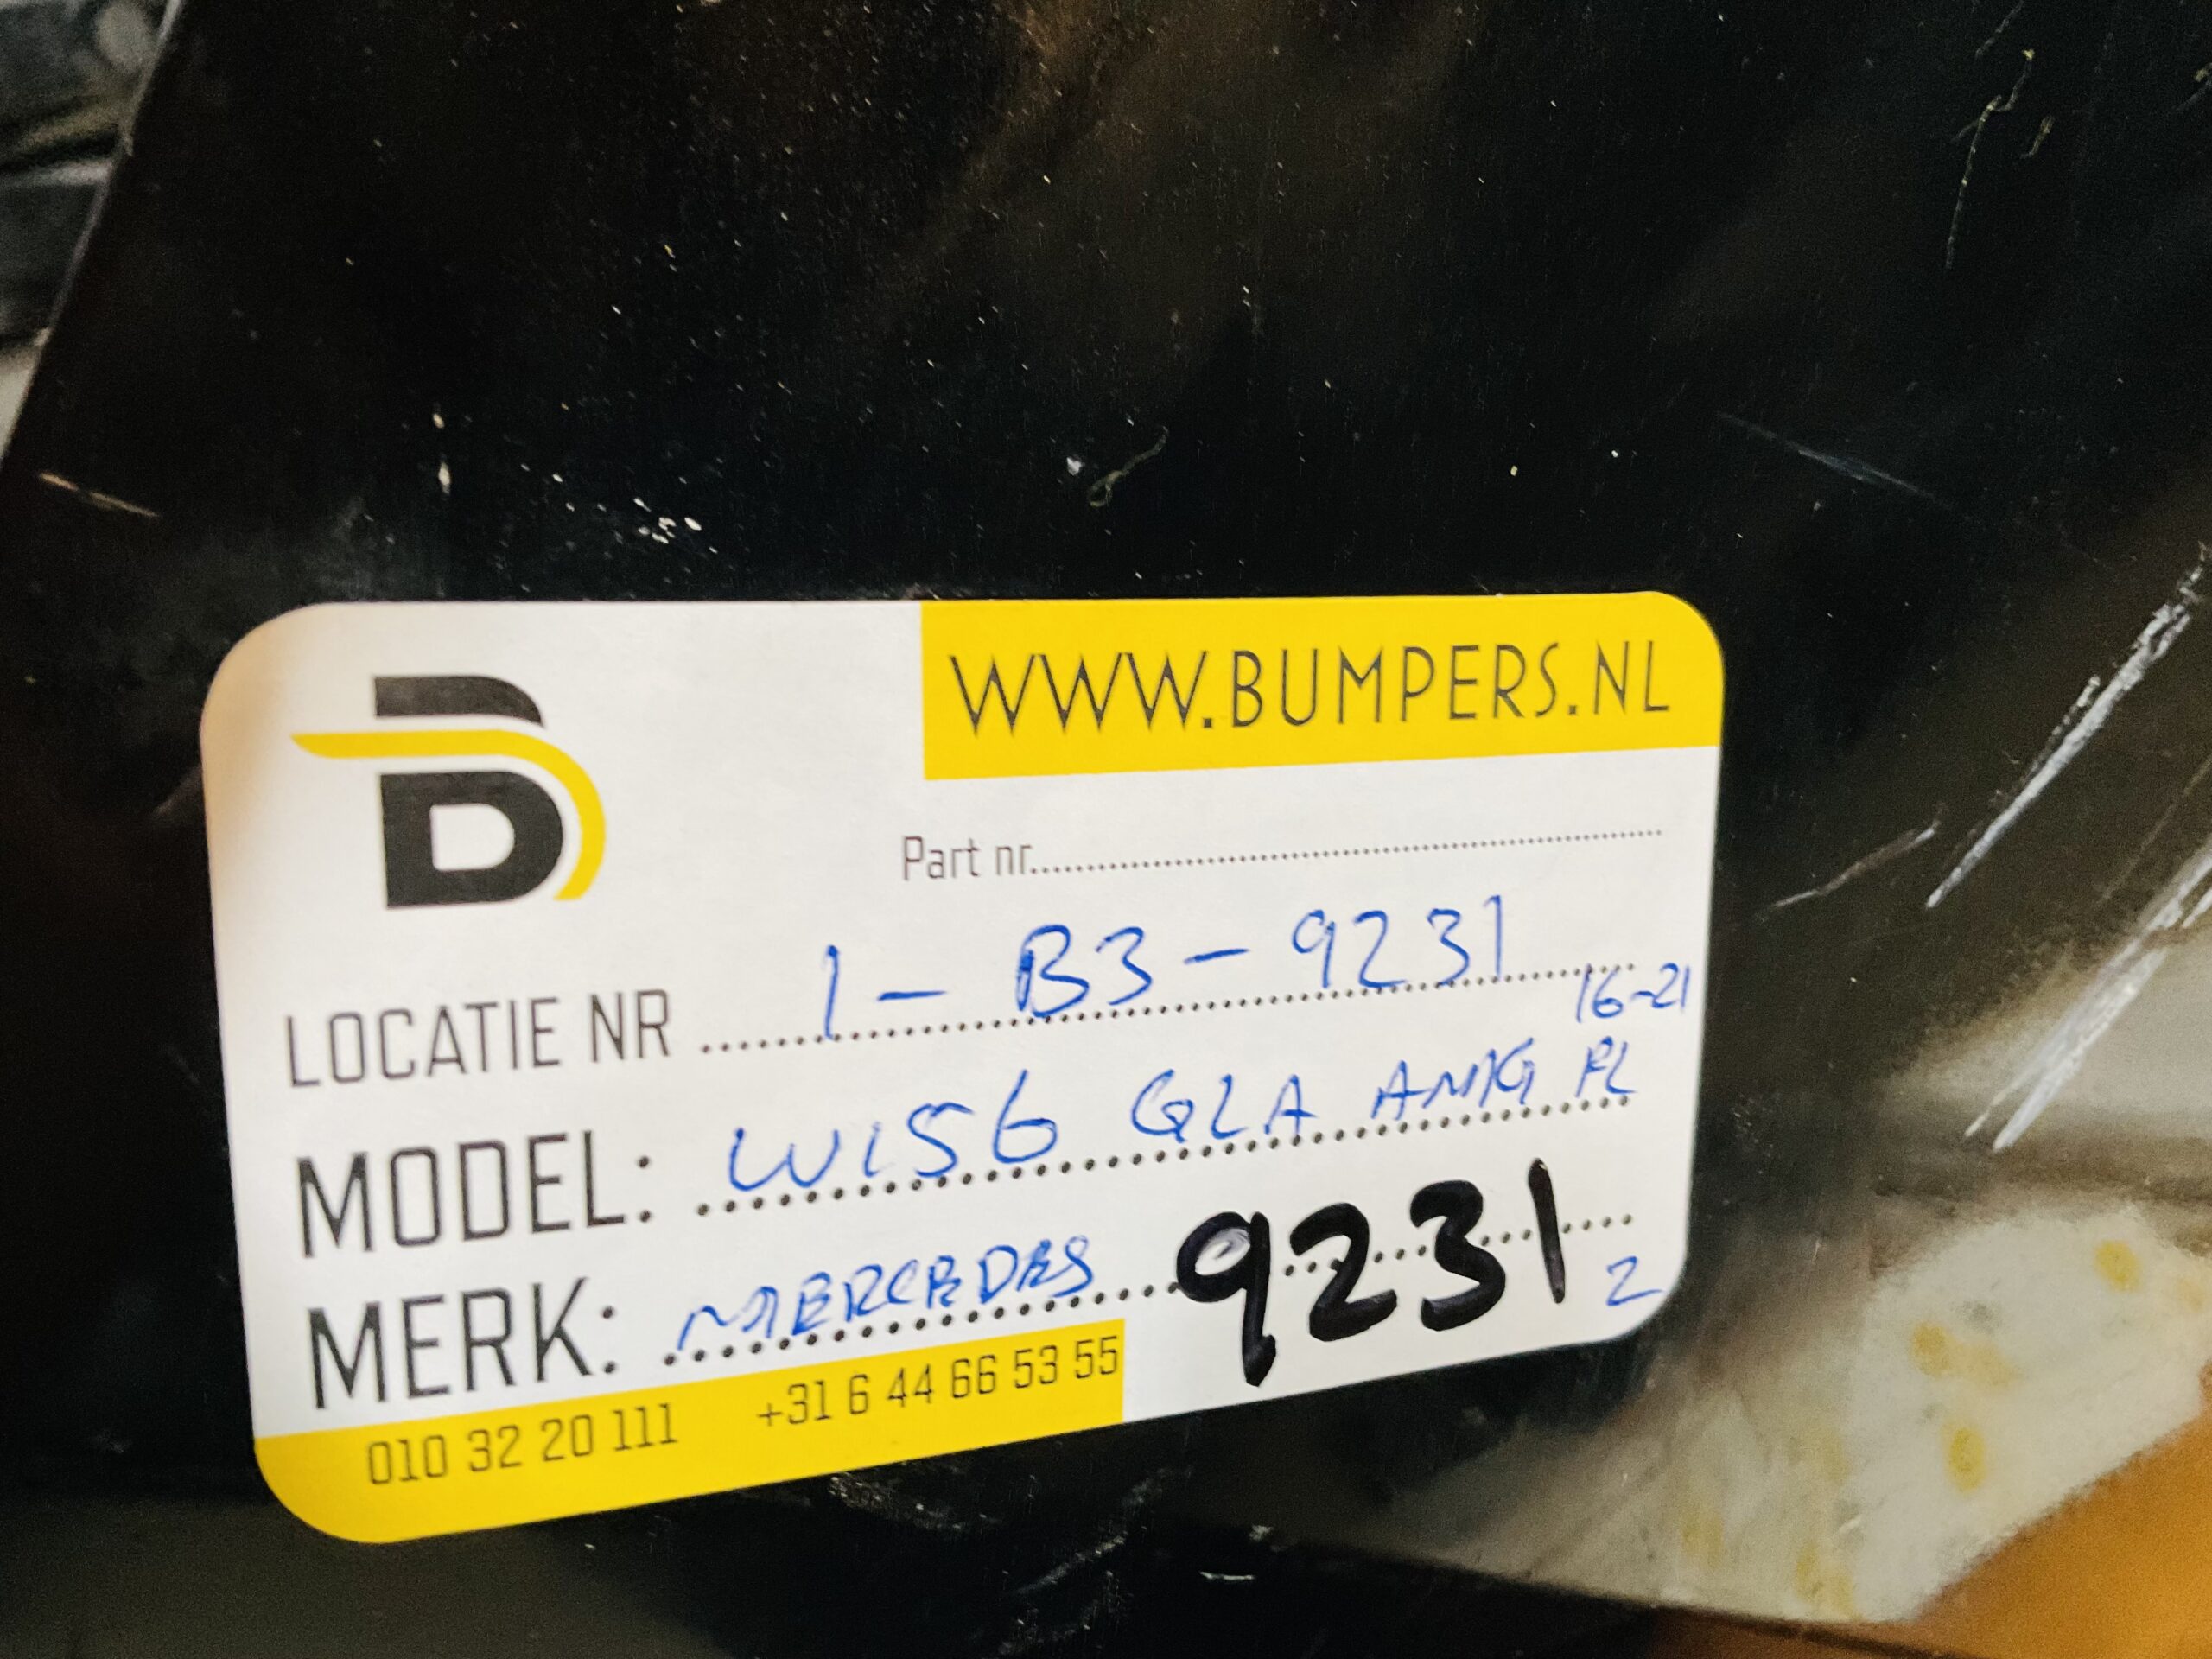 WWW.BUMPERS.NL
Part nr.
LOCATIE NR 1 - B3 - 9231
16-21
MODEL: W156 GLA AMG FL
MERK: MERCEDES 9231 2
010 32 20 111 +31 6 44 66 53 55